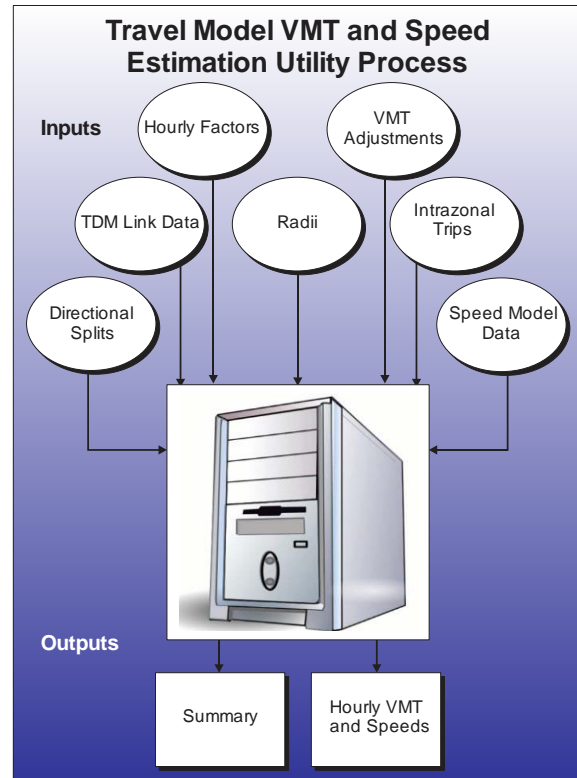 Travel Model VMT and Speed
Estimation Utility Process
Inputs
Hourly Factors
VMT
Adjustments
TDM Link Data
Radii
Intrazonal
Trips
Directional
Splits
Speed Model
Data
Outputs
Summary
Hourly VMT
and Speeds